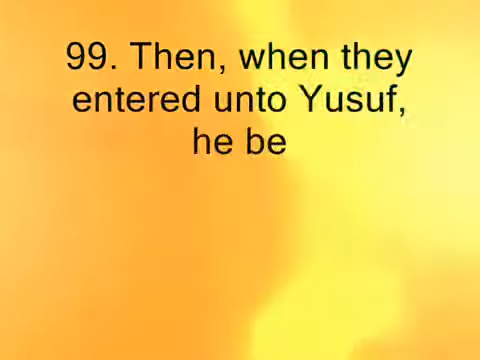 99. Then, when they
entered unto Yusuf,
he be